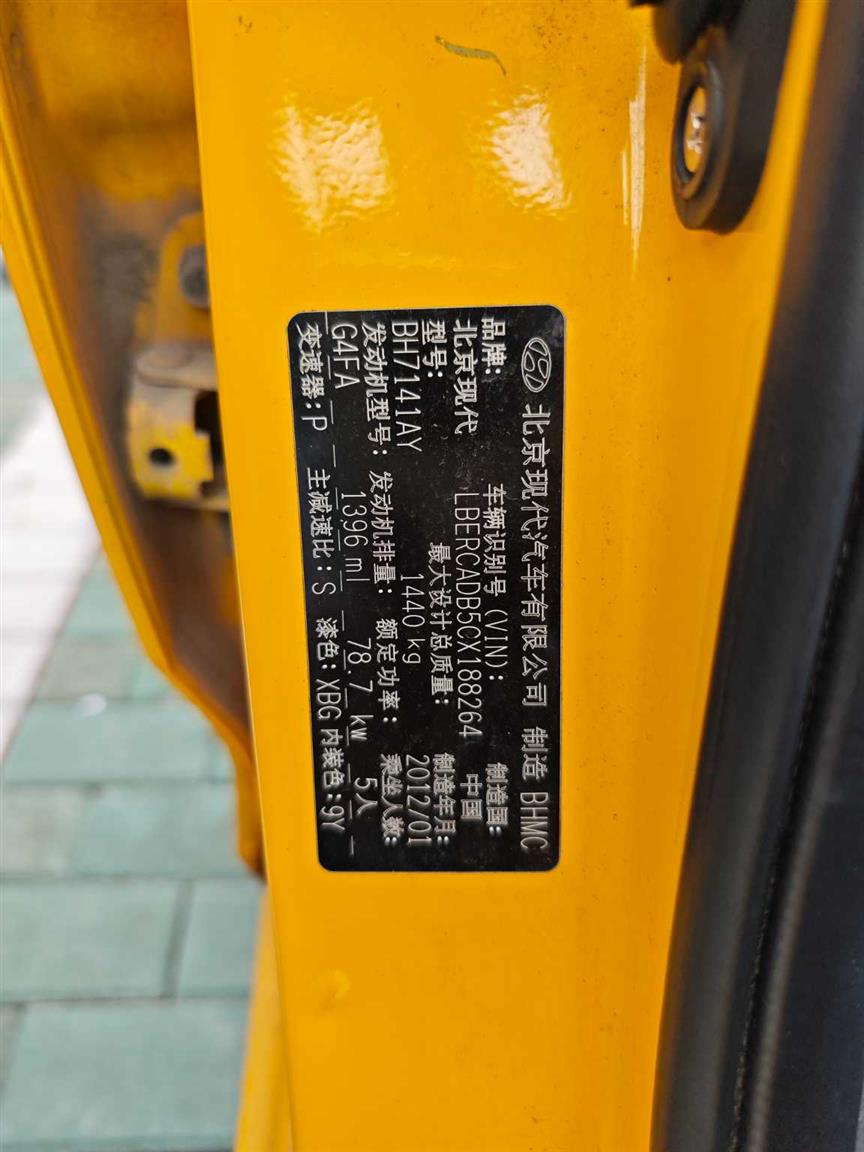 北京现代汽车有限公司 制造 BHMC
品牌: 车辆识别号 (VIN): 制造国:
北京现代 LBERCADB5CX188264 中国
型号: 最大设计总质量: 制造年月:
BH7141AY 1440 kg 2012/01
发动机型号: 发动机排量: 额定功率: 乘坐人数:
G4FA 1396 ml 78.7 kw 5人
变速器:P 主减速比:S 漆色:XBG 内装色:9Y